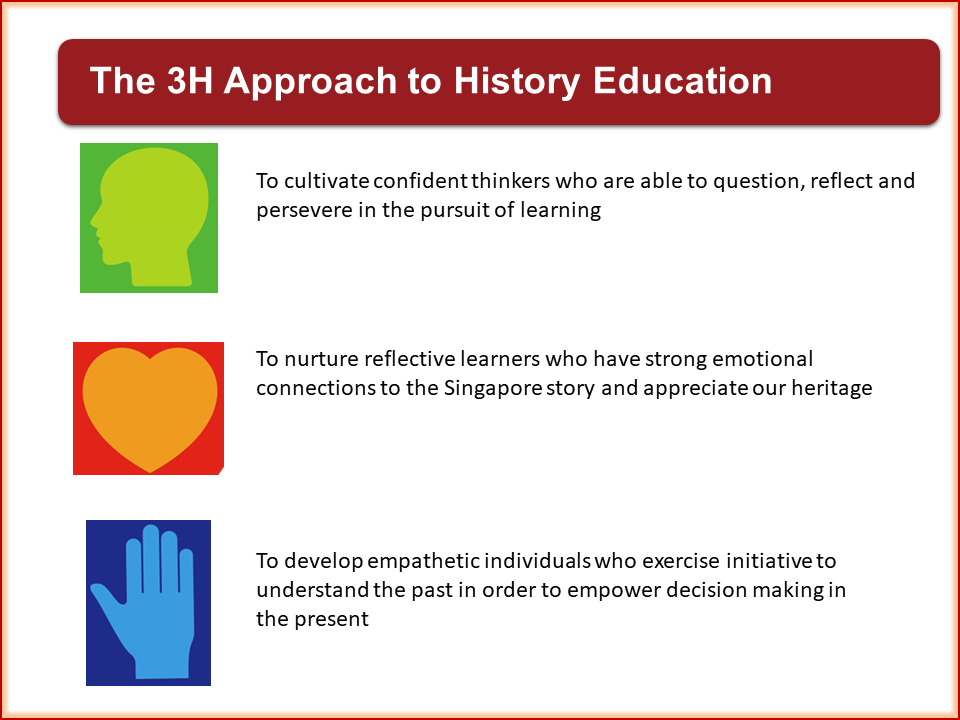 The 3H Approach to History Education
To cultivate confident thinkers who are able to question, reflect and
persevere in the pursuit of learning
To nurture reflective learners who have strong emotional
connections to the Singapore story and appreciate our heritage
To develop empathetic individuals who exercise initiative to
understand the past in order to empower decision making in
the present